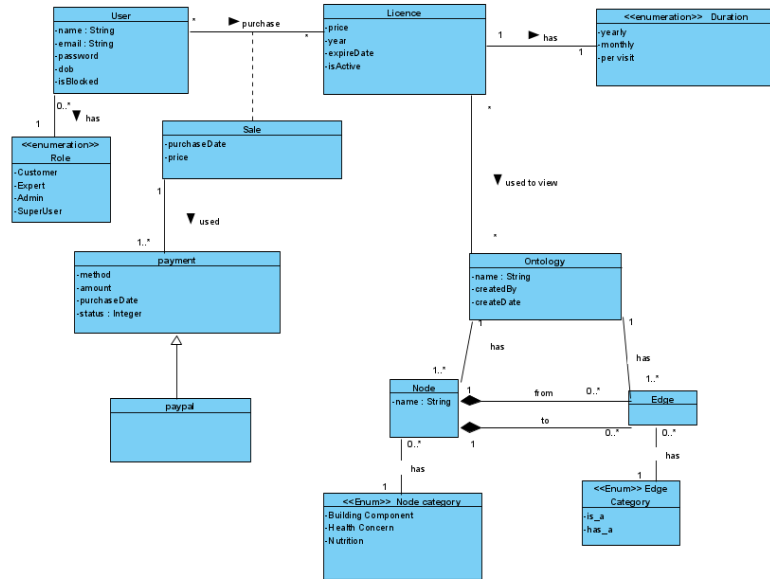 User
-name : String
-email : String
-password
-dob
-isBlocked
*
purchase
*
Licence
-price
-year
-expireDate
-isActive
1
has
1
<<enumeration>> Duration
-yearly
-monthly
-per visit
0..*
has
1
<<enumeration>>
Role
-Customer
-Expert
-Admin
-SuperUser
Sale
-purchaseDate
-price
1
used
1..*
payment
-method
-amount
-purchaseDate
-status : Integer
paypal
*
used to view
*
Ontology
-name : String
-createdBy
-createDate
1
has
1..*
1
has
1..*
Node
-name : String
1
from
0..*
1
to
0..*
Edge
0..*
has
1
<<Enum>> Node category
-Building Component
-Health Concern
-Nutrition
0..*
has
1
<<Enum>> Edge
Category
-is_a
-has_a